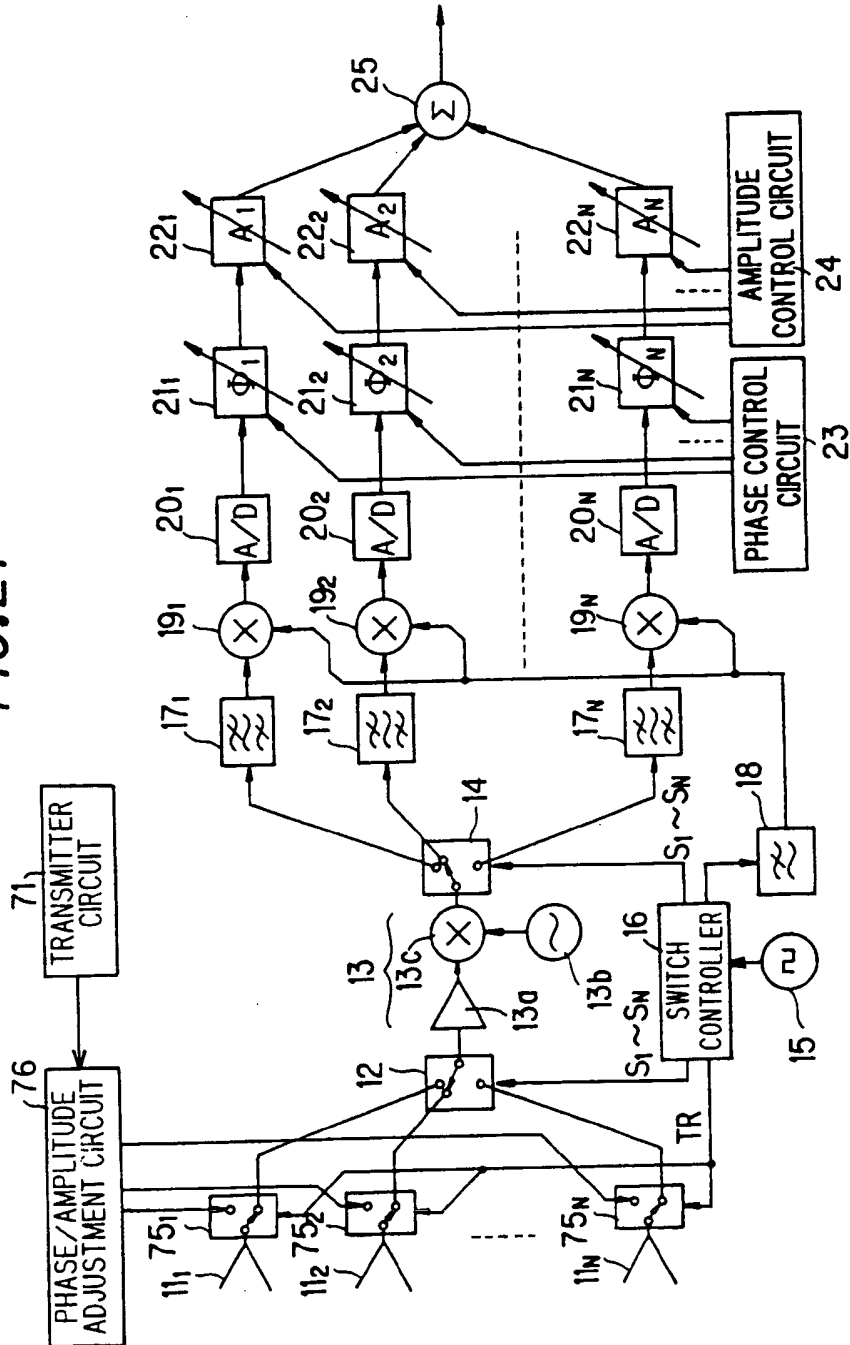 71
TRANSMITTER
CIRCUIT
76
PHASE/AMPLITUDE
ADJUSTMENT CIRCUIT
11₁
75₁
11₂
75₂
11N
75N
TR
12
13
13a
13c
13b
14
S₁~SN
S₁~SN
16
SWITCH
CONTROLLER
15
18
17₁
19₁
20₁
A/D
21₁
Φ₁
22₁
A₁
17₂
19₂
20₂
A/D
21₂
Φ₂
22₂
A₂
17N
19N
20N
A/D
21N
ΦN
22N
AN
25
Σ
PHASE CONTROL
CIRCUIT
23
AMPLITUDE
CONTROL CIRCUIT
24